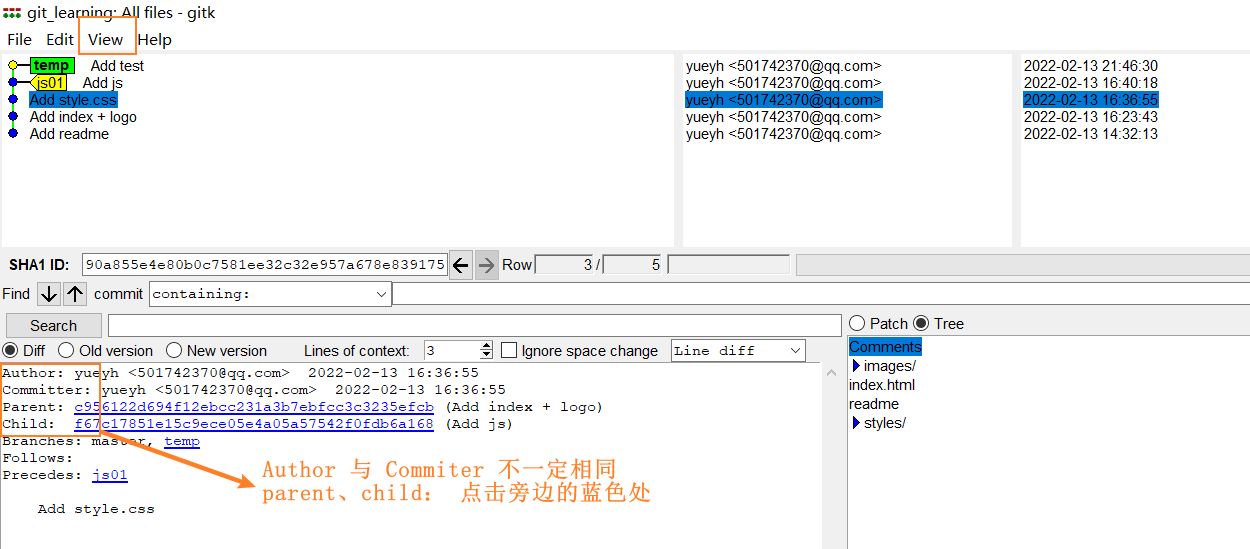 git_learning: All files - gitk
File Edit View Help
temp Add test yueyh <501742370@qq.com> 2022-02-13 21:46:30
js01 Add js yueyh <501742370@qq.com> 2022-02-13 16:40:18
Add style.css yueyh <501742370@qq.com> 2022-02-13 16:36:55
Add index + logo yueyh <501742370@qq.com> 2022-02-13 16:23:43
Add readme yueyh <501742370@qq.com> 2022-02-13 14:32:13
SHA1 ID: 90a855e4e80b0c7581ee32c32e957a678e839175 Row 3 / 5
Find commit containing:
Search Patch Tree
Diff Old version New version Lines of context: 3 Ignore space change Line diff
Comments
images/
index.html
readme
styles/
Author: yueyh <501742370@qq.com> 2022-02-13 16:36:55
Committer: yueyh <501742370@qq.com> 2022-02-13 16:36:55
Parent: c956122d694f12ebcc231a3b7ebfcc3c3235efcb (Add index + logo)
Child: f67c17851e15c9ece05e4a05a57542f0fdb6a168 (Add js)
Branches: master, temp
Follows:
Precedes: js01
Add style.css
Author 与 Commiter 不一定相同
parent、child： 点击旁边的蓝色处